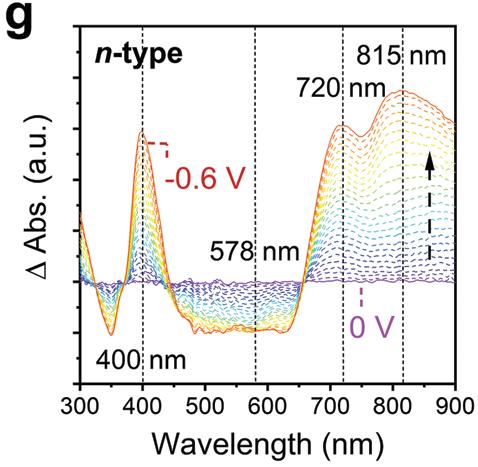 g
n-type
815 nm
720 nm
-0.6 V
578 nm
0 V
400 nm
Δ Abs. (a.u.)
300 400 500 600 700 800 900
Wavelength (nm)